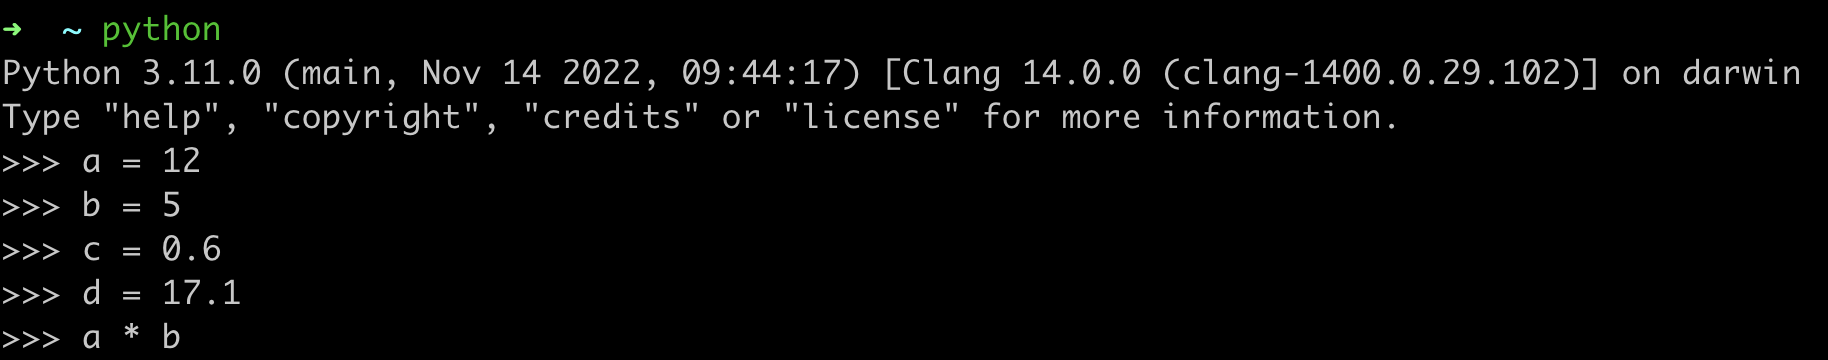 ➜  ~ python
Python 3.11.0 (main, Nov 14 2022, 09:44:17) [Clang 14.0.0 (clang-1400.0.29.102)] on darwin
Type "help", "copyright", "credits" or "license" for more information.
>>> a = 12
>>> b = 5
>>> c = 0.6
>>> d = 17.1
>>> a * b